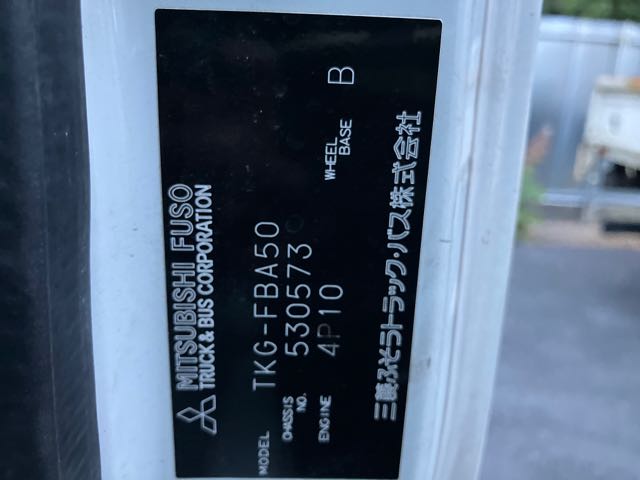 MITSUBISHI FUSO
TRUCK & BUS CORPORATION
MODEL TKG-FBA50
CHASSIS NO. 530573
ENGINE 4P10 WHEEL BASE B
三菱ふそうトラック・バス株式会社